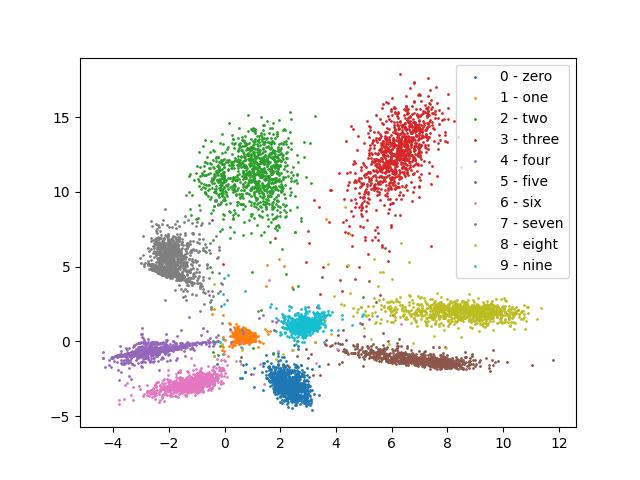 0 - zero
1 - one
2 - two
3 - three
4 - four
5 - five
6 - six
7 - seven
8 - eight
9 - nine
15
10
5
0
−5
−4 −2 0 2 4 6 8 10 12